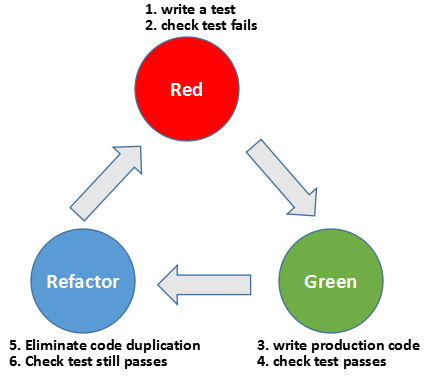 1. write a test
2. check test fails
Red
Refactor
Green
5. Eliminate code duplication
6. Check test still passes
3. write production code
4. check test passes